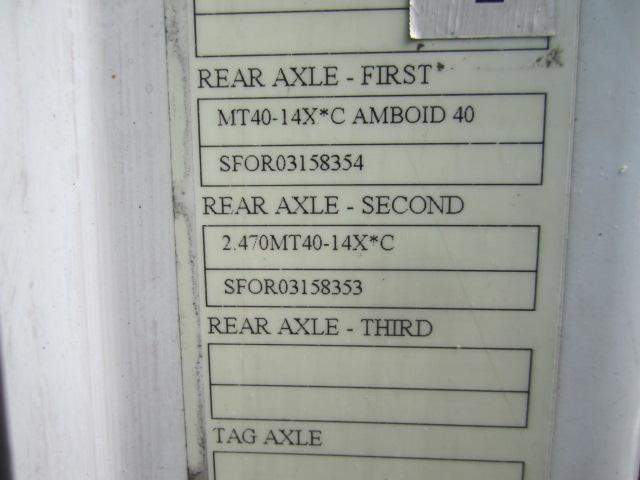 REAR AXLE - FIRST
MT40-14X*C AMBOID 40
SFOR03158354
REAR AXLE - SECOND
2.470MT40-14X*C
SFOR03158353
REAR AXLE - THIRD
TAG AXLE